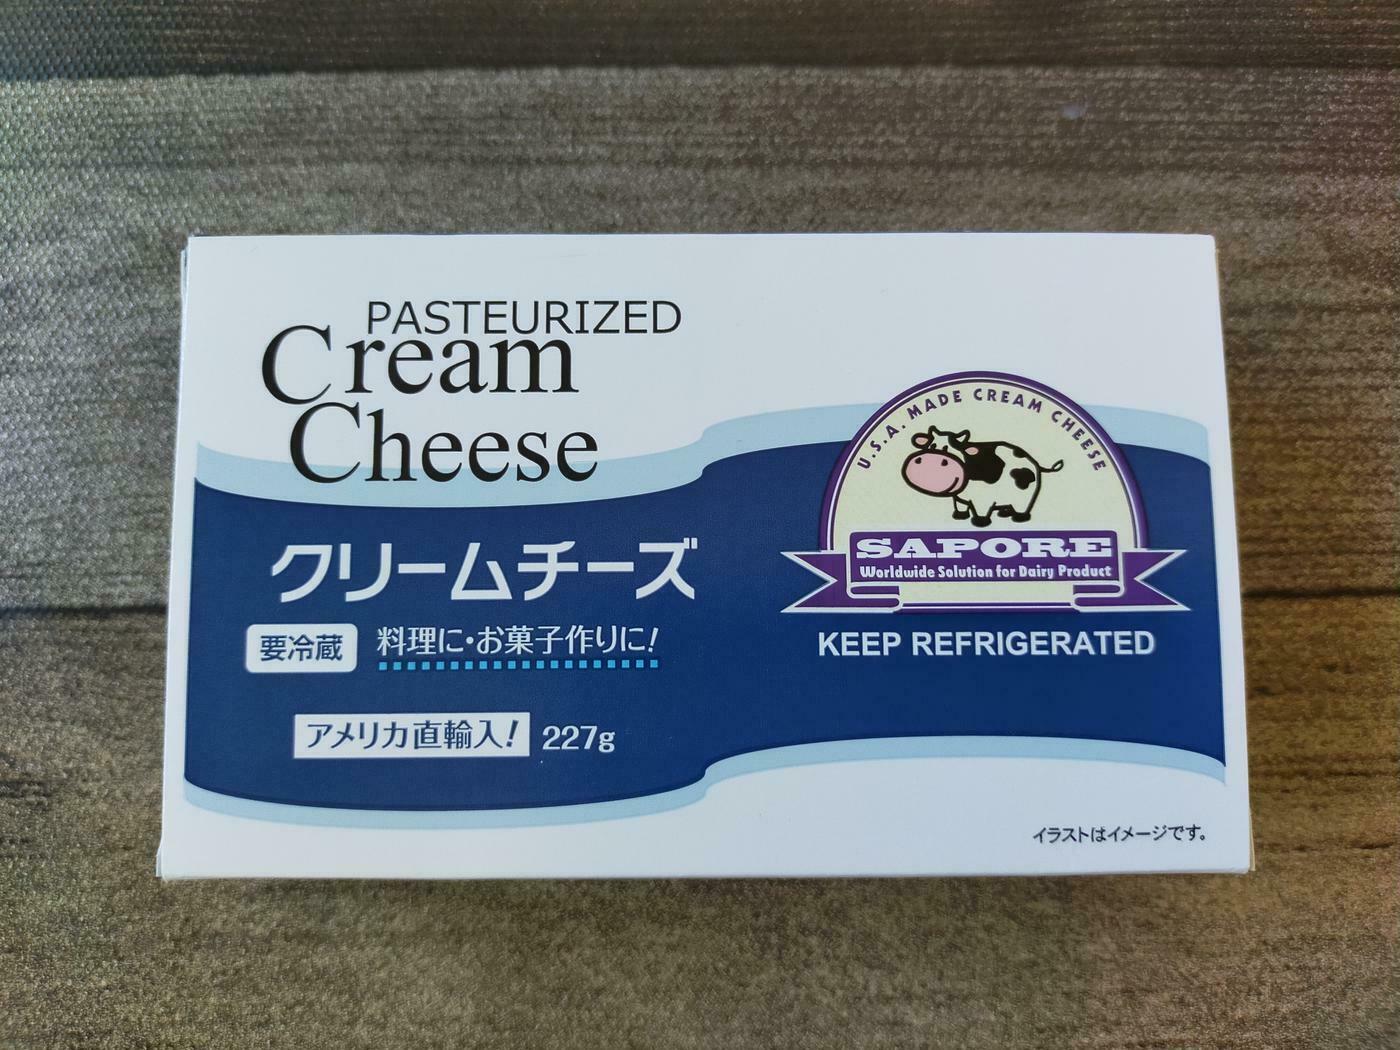 PASTEURIZED
Cream
Cheese
クリームチーズ
要冷蔵
料理に・お菓子作りに!
アメリカ直輸入!
227g
U.S.A. MADE CREAM CHEESE
SAPORE
Worldwide Solution for Dairy Product
KEEP REFRIGERATED
イラストはイメージです。